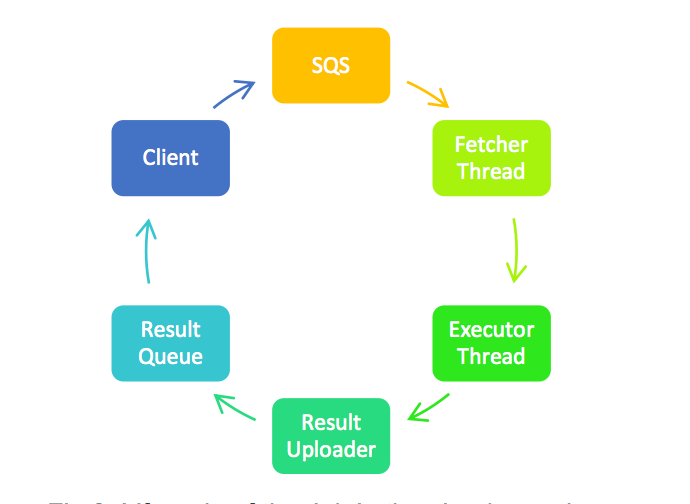 SQS
Fetcher
Thread
Executor
Thread
Result
Uploader
Result
Queue
Client